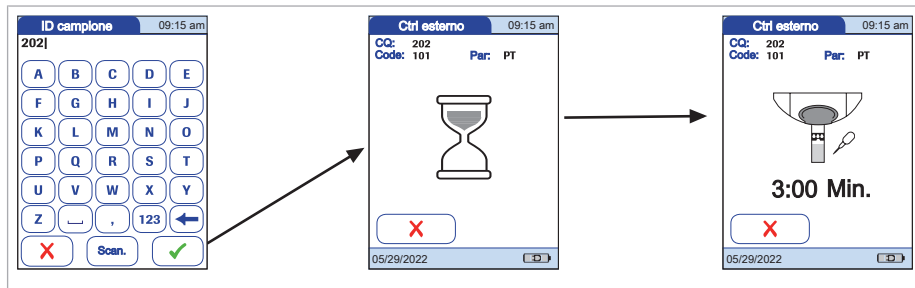 ID campione 09:15 am
202
A B C D E
F G H I J
K L M N O
P Q R S T
U V W X Y
Z , 123
Scan.
Ctrl esterno 09:15 am
CQ: 202
Code: 101 Par: PT
05/29/2022
Ctrl esterno 09:15 am
CQ: 202
Code: 101 Par: PT
3:00 Min.
05/29/2022